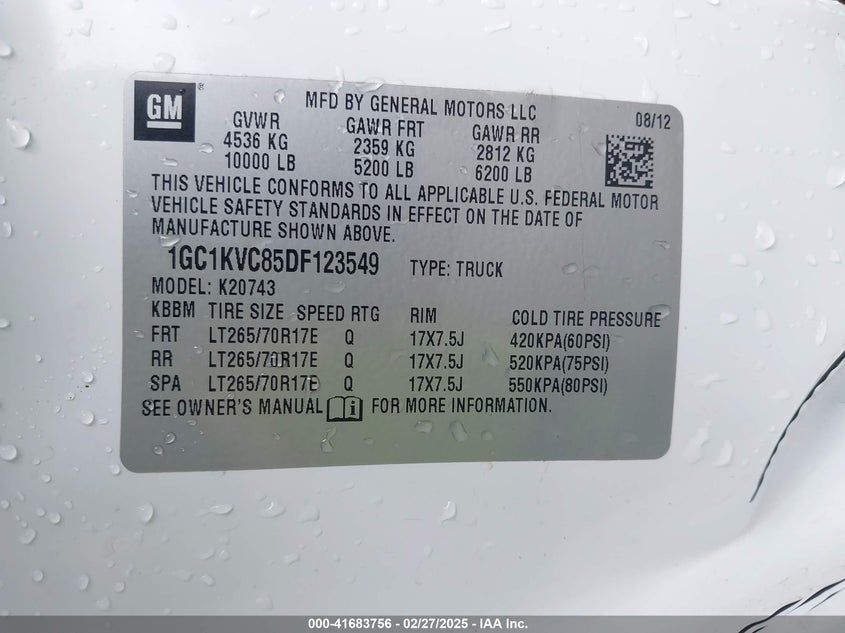 GM
MFD BY GENERAL MOTORS LLC
08/12
GVWR GAWR FRT GAWR RR
4536 KG 2359 KG 2812 KG
10000 LB 5200 LB 6200 LB
THIS VEHICLE CONFORMS TO ALL APPLICABLE U.S. FEDERAL MOTOR
VEHICLE SAFETY STANDARDS IN EFFECT ON THE DATE OF
MANUFACTURE SHOWN ABOVE.
1GC1KVC85DF123549 TYPE: TRUCK
MODEL: K20743
KBBM TIRE SIZE SPEED RTG RIM COLD TIRE PRESSURE
FRT LT265/70R17E Q 17X7.5J 420KPA(60PSI)
RR LT265/70R17E Q 17X7.5J 520KPA(75PSI)
SPA LT265/70R17E Q 17X7.5J 550KPA(80PSI)
SEE OWNER'S MANUAL FOR MORE INFORMATION.
000-41683756 - 02/27/2025 - IAA Inc.